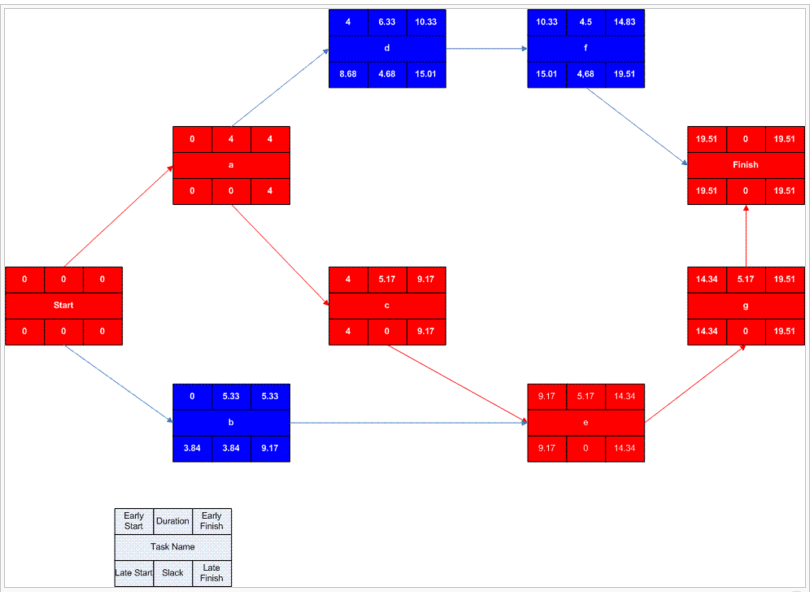 4 6.33 10.33
d
8.68 4.68 15.01
10.33 4.5 14.83
f
15.01 4,68 19.51
0 4 4
a
0 0 4
19.51 0 19.51
Finish
19.51 0 19.51
0 0 0
Start
0 0 0
4 5.17 9.17
c
4 0 9.17
14.34 5.17 19.51
g
14.34 0 19.51
0 5.33 5.33
b
3.84 3.84 9.17
9.17 5.17 14.34
e
9.17 0 14.34
Early Start Duration Early Finish
Task Name
Late Start Slack Late Finish